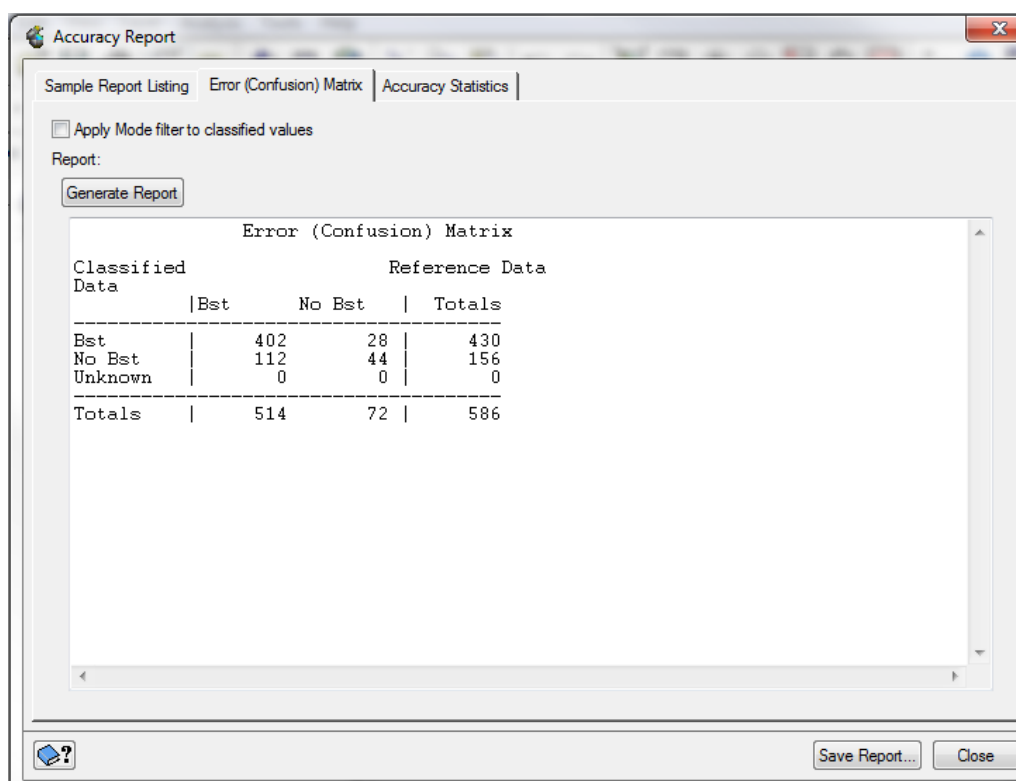 Accuracy Report
Sample Report Listing Error (Confusion) Matrix Accuracy Statistics
Apply Mode filter to classified values
Report:
Generate Report
Error (Confusion) Matrix
Classified Reference Data
Data
|Bst No Bst | Totals
-----------------------------------------
Bst | 402 28 | 430
No Bst | 112 44 | 156
Unknown | 0 0 | 0
-----------------------------------------
Totals | 514 72 | 586
?
Save Report... Close